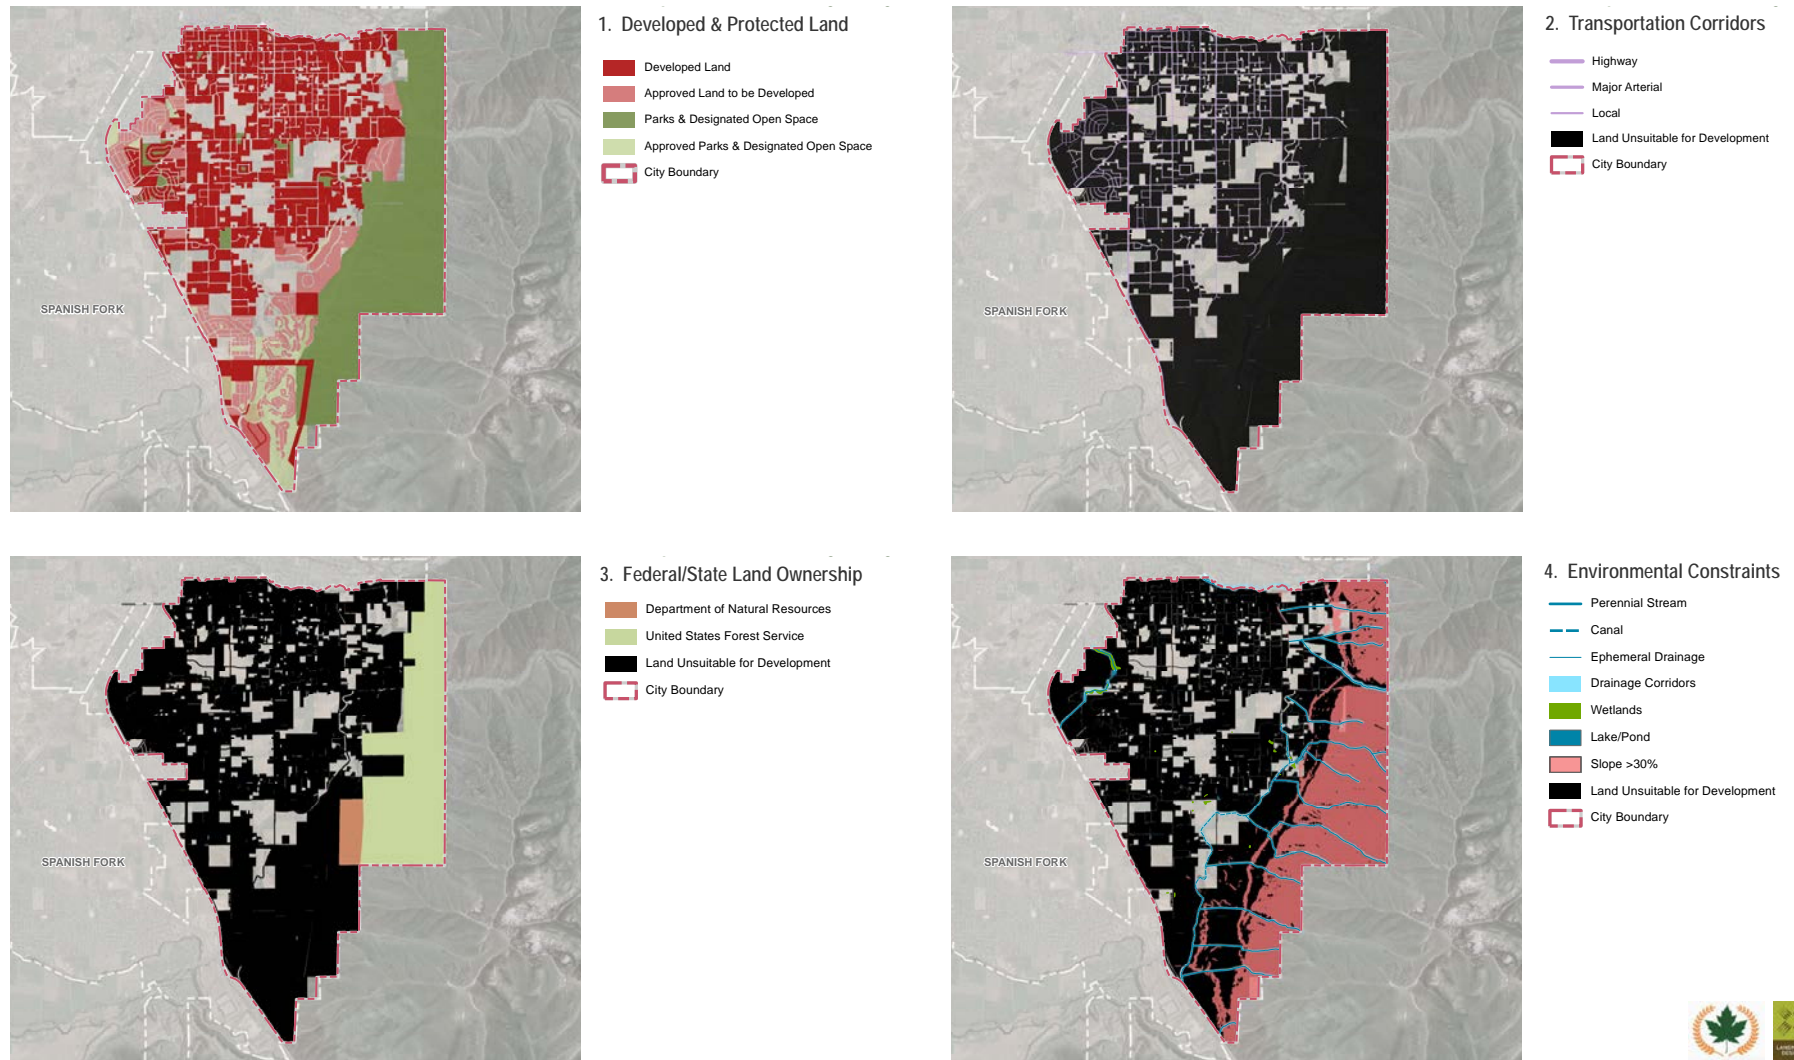 1. Developed & Protected Land
Developed Land
Approved Land to be Developed
Parks & Designated Open Space
Approved Parks & Designated Open Space
City Boundary
SPANISH FORK
2. Transportation Corridors
Highway
Major Arterial
Local
Land Unsuitable for Development
City Boundary
SPANISH FORK
3. Federal/State Land Ownership
Department of Natural Resources
United States Forest Service
Land Unsuitable for Development
City Boundary
SPANISH FORK
4. Environmental Constraints
Perennial Stream
Canal
Ephemeral Drainage
Drainage Corridors
Wetlands
Lake/Pond
Slope >30%
Land Unsuitable for Development
City Boundary
SPANISH FORK